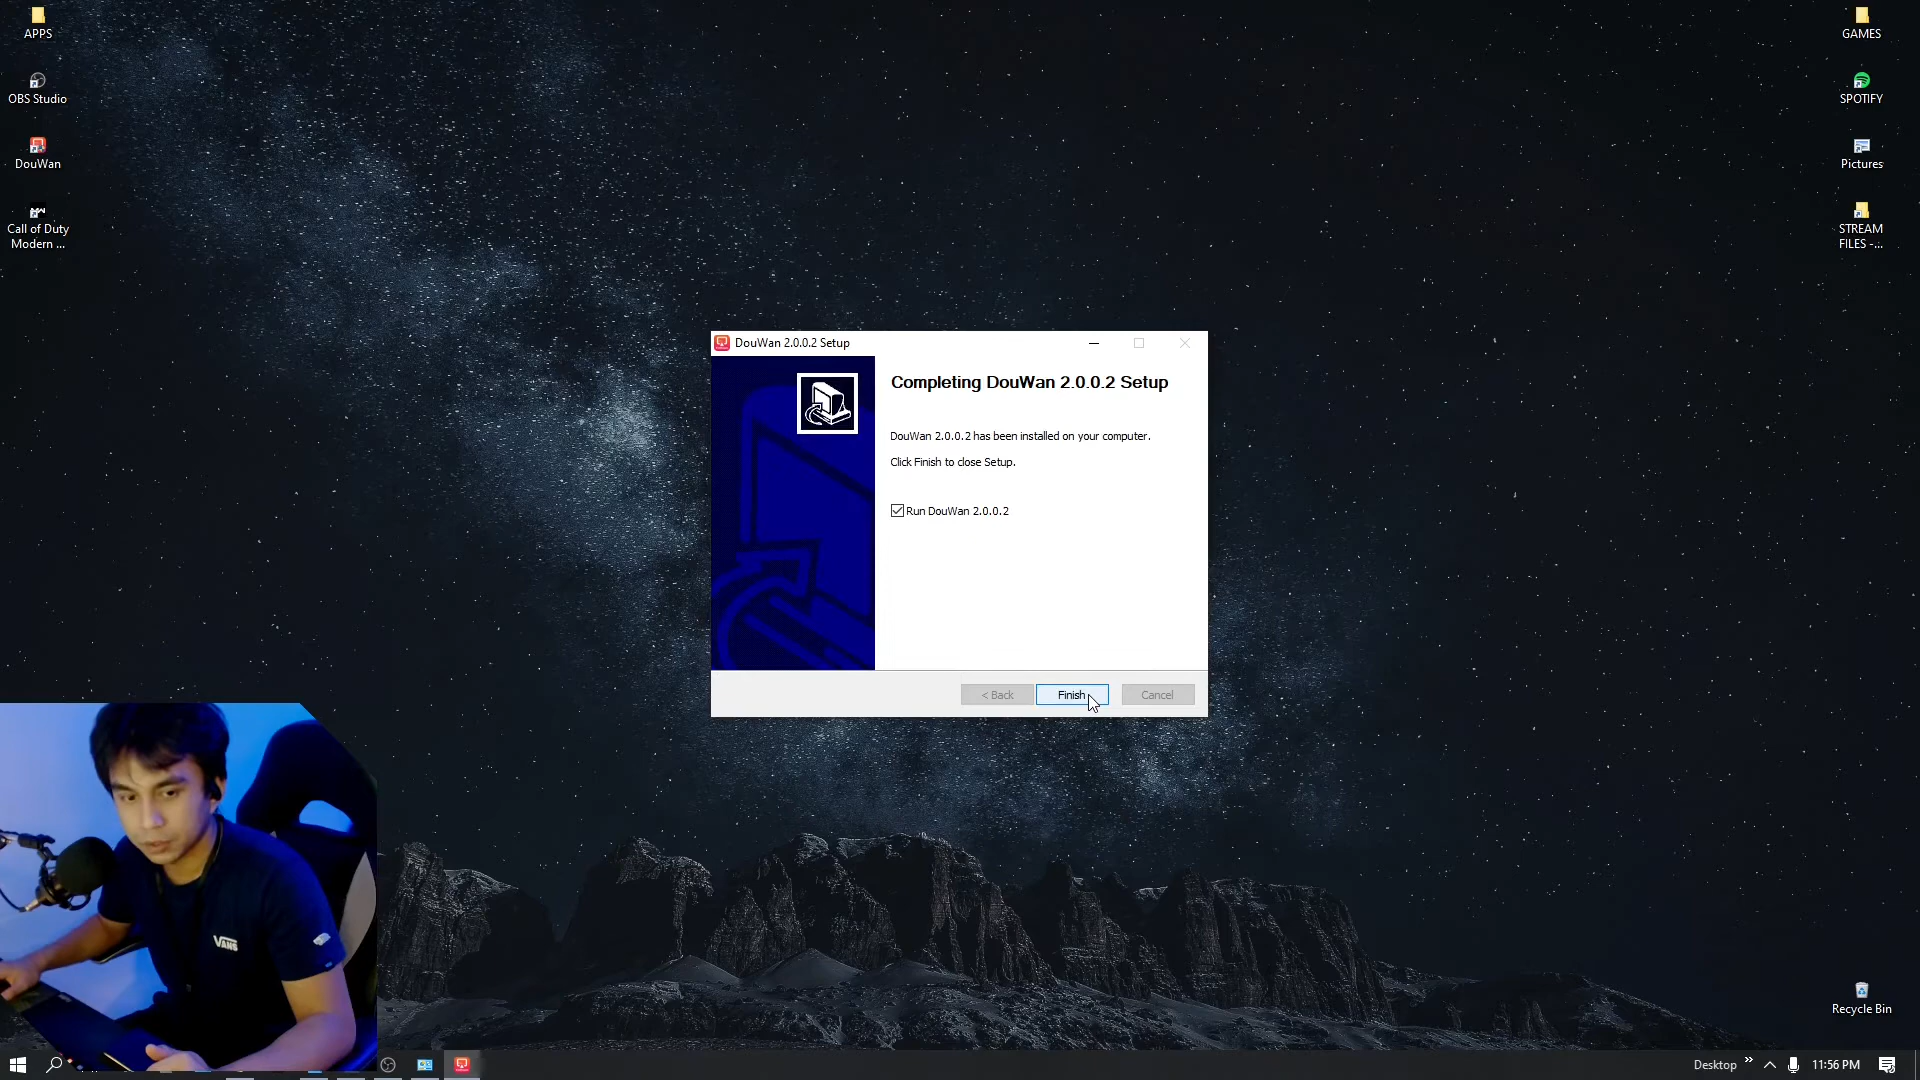 APPS
OBS Studio
DouWan
Call of Duty
Modern ...
GAMES
SPOTIFY
Pictures
STREAM
FILES -...
DouWan 2.0.0.2 Setup
Completing DouWan 2.0.0.2 Setup
DouWan 2.0.0.2 has been installed on your computer.
Click Finish to close Setup.
Run DouWan 2.0.0.2
< Back
Finish
Cancel
VANS
Recycle Bin
Desktop
11:56 PM